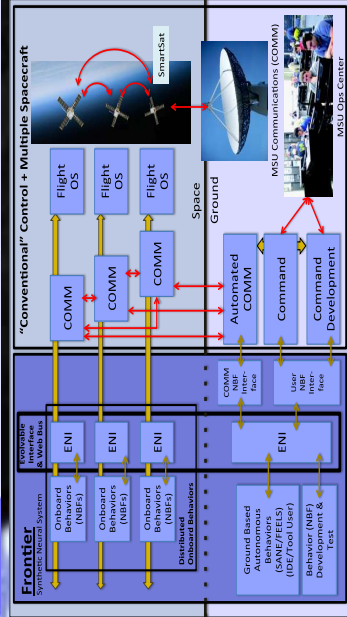 "Conventional" Control + Multiple Spacecraft
SmartSat
MSU Communications (COMM)
MSU Ops Center
Flight
OS
Flight
OS
Flight
OS
Space
Ground
COMM
COMM
COMM
Automated
COMM
Command
Command
Development
Evolvable
Interface
& Web Bus
ENI
ENI
ENI
COMM
NBF
Inter-
face
User
NBF
Inter-
face
ENI
Frontier
Synthetic Neural System
Onboard
Behaviors
(NBFs)
Onboard
Behaviors
(NBFs)
Onboard
Behaviors
(NBFs)
Distributed
Onboard Behaviors
Ground Based
Autonomous
Behaviors
(SANE/FEELS)
(IDE/Tool User)
Behavior (NBF)
Development &
Test